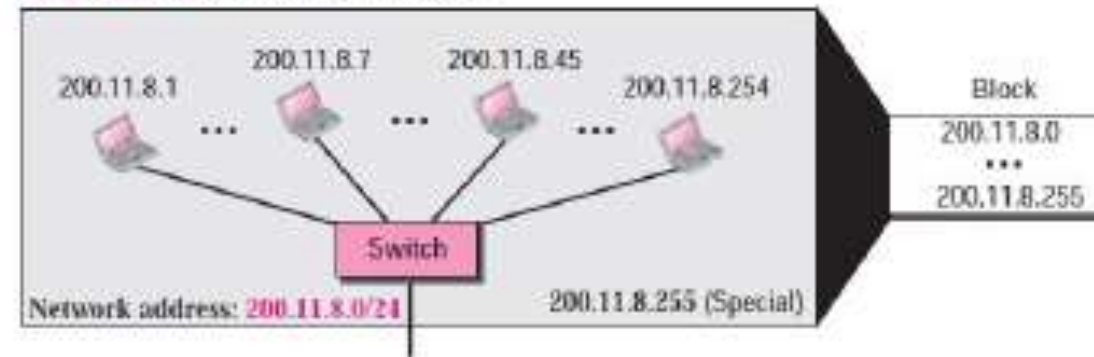 200.11.8.1
200.11.8.7
200.11.8.45
200.11.8.254
...
...
...
Switch
Network address: 200.11.8.0/24
200.11.8.255 (Special)
Block
200.11.8.0
...
200.11.8.255